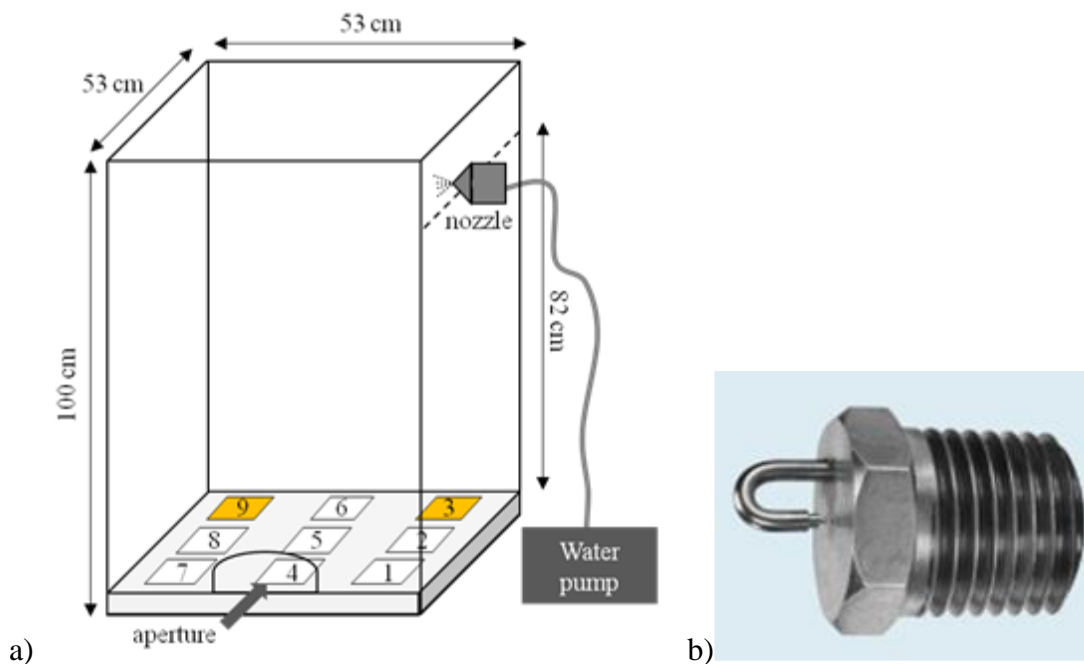 53 cm
53 cm
nozzle
82 cm
100 cm
9 6 3
8 5 2
7 4 1
Water
pump
aperture
a)
b)